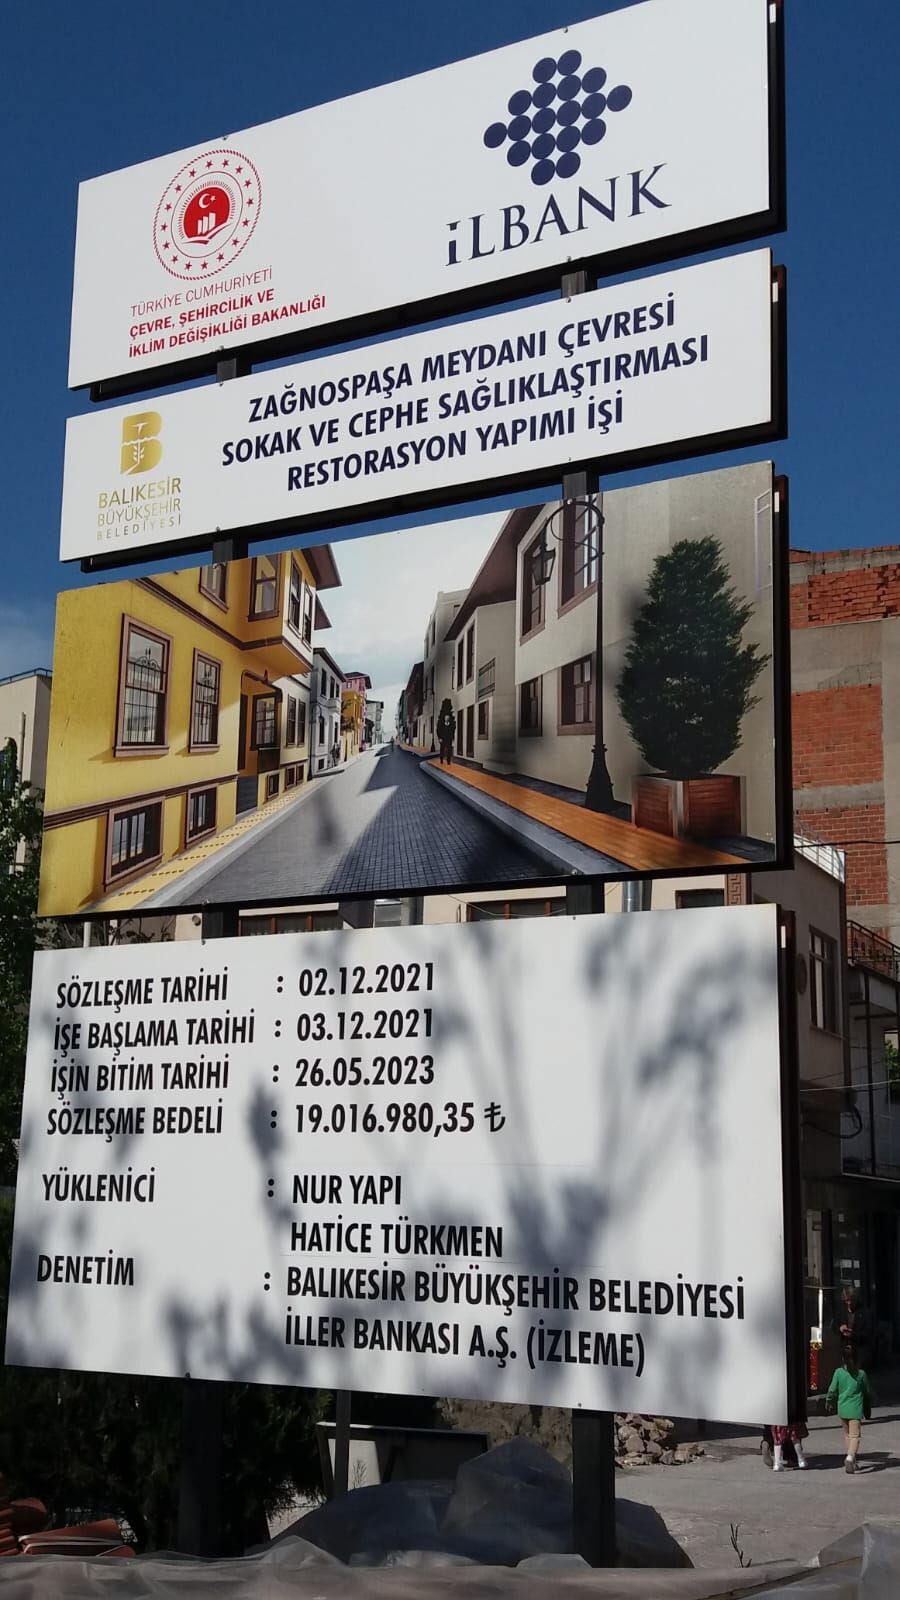 TÜRKİYE CUMHURİYETİ
ÇEVRE, ŞEHİRCİLİK VE
İKLİM DEĞİŞİKLİĞİ BAKANLIĞI
iLBANK
BALIKESİR
BÜYÜKŞEHİR
BELEDİYESİ
ZAĞNOSPAŞA MEYDANI ÇEVRESİ
SOKAK VE CEPHE SAĞLIKLAŞTIRMASI
RESTORASYON YAPIMI İŞİ
SÖZLEŞME TARİHİ : 02.12.2021
İŞE BAŞLAMA TARİHİ : 03.12.2021
İŞİN BİTİM TARİHİ : 26.05.2023
SÖZLEŞME BEDELİ : 19.016.980,35 ₺
YÜKLENİCİ : NUR YAPI
HATİCE TÜRKMEN
DENETİM : BALIKESİR BÜYÜKŞEHİR BELEDİYESİ
İLLER BANKASI A.Ş. (İZLEME)